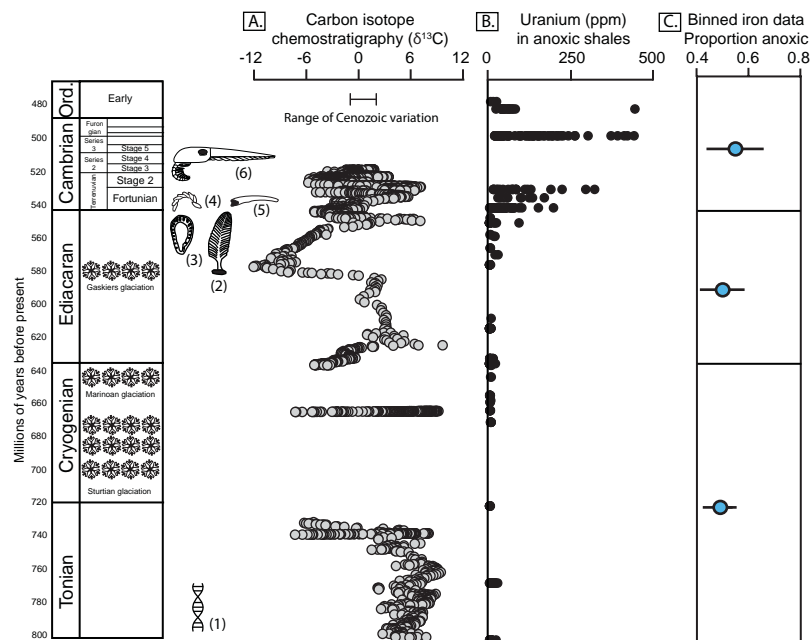 A.
Carbon isotope
chemostratigraphy (δ¹³C)
-12 -6 0 6 12
Range of Cenozoic variation
B.
Uranium (ppm)
in anoxic shales
0 250 500
C.
Binned iron data
Proportion anoxic
0.4 0.6 0.8
Millions of years before present
480
500
520
540
560
580
600
620
640
660
680
700
720
740
760
780
800
Ord.
Early
Cambrian
Furon
gian
Series
3
Stage 5
Series
2
Stage 4
Stage 3
Terreneuvian
Stage 2
Fortunian
Ediacaran
Gaskiers glaciation
Cryogenian
Marinoan glaciation
Sturtian glaciation
Tonian
(6)
(4)
(5)
(3)
(2)
(1)